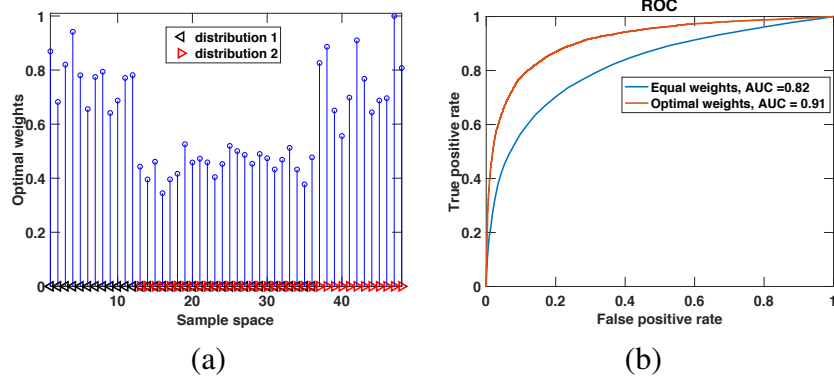 ROC
1
0.8
0.6
0.4
0.2
0
Optimal weights
distribution 1
distribution 2
10
20
30
40
Sample space
(a)
1
0.8
0.6
0.4
0.2
0
True positive rate
Equal weights, AUC =0.82
Optimal weights, AUC = 0.91
0
0.2
0.4
0.6
0.8
1
False positive rate
(b)